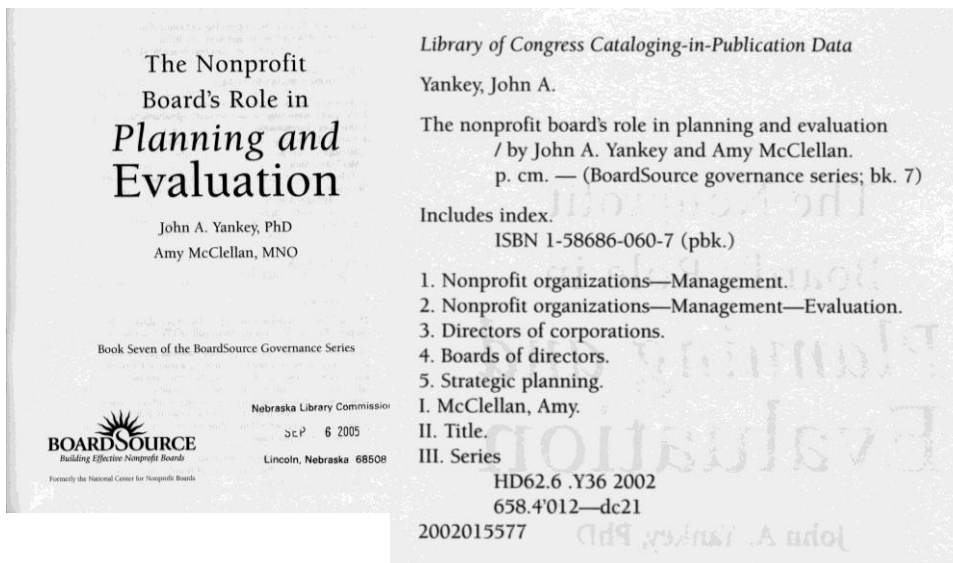 The Nonprofit
Board's Role in
Planning and
Evaluation
John A. Yankey, PhD
Amy McClellan, MNO
Book Seven of the BoardSource Governance Series
BOARDSOURCE
Building Effective Nonprofit Boards
Formerly the National Center for Nonprofit Boards
Nebraska Library Commission
SEP 6 2005
Lincoln, Nebraska 68508
Library of Congress Cataloging-in-Publication Data
Yankey, John A.
The nonprofit board's role in planning and evaluation
/ by John A. Yankey and Amy McClellan.
p. cm. — (BoardSource governance series; bk. 7)
Includes index.
ISBN 1-58686-060-7 (pbk.)
1. Nonprofit organizations—Management.
2. Nonprofit organizations—Management—Evaluation.
3. Directors of corporations.
4. Boards of directors.
5. Strategic planning.
I. McClellan, Amy.
II. Title.
III. Series
HD62.6 .Y36 2002
658.4'012—dc21
2002015577